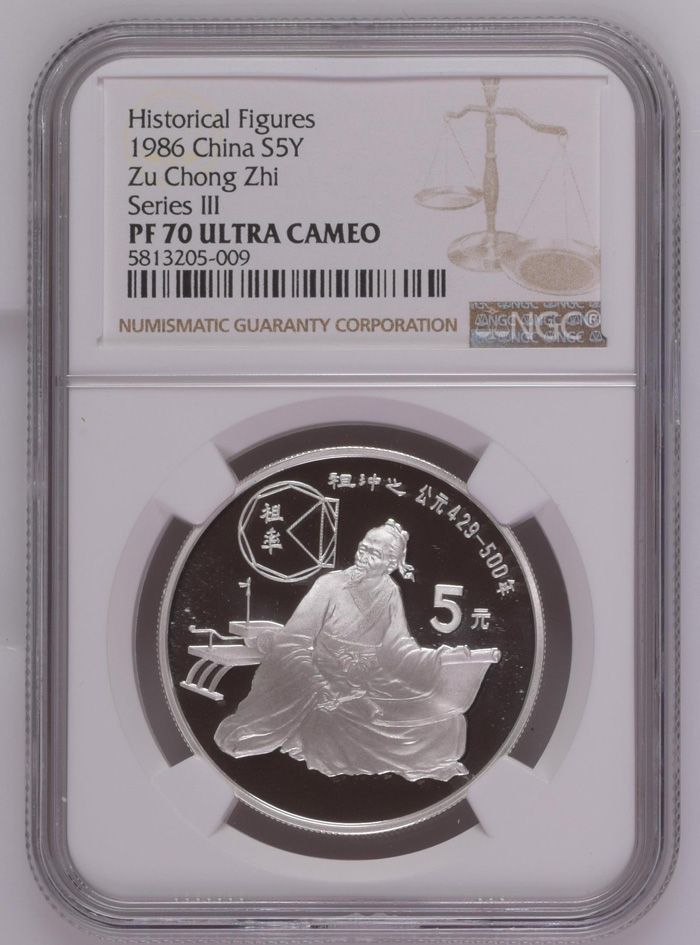 Historical Figures
1986 China S5Y
Zu Chong Zhi
Series III
PF 70 ULTRA CAMEO
5813205-009
NUMISMATIC GUARANTY CORPORATION
NGC®
祖冲之 公元429-500年
祖率
5元